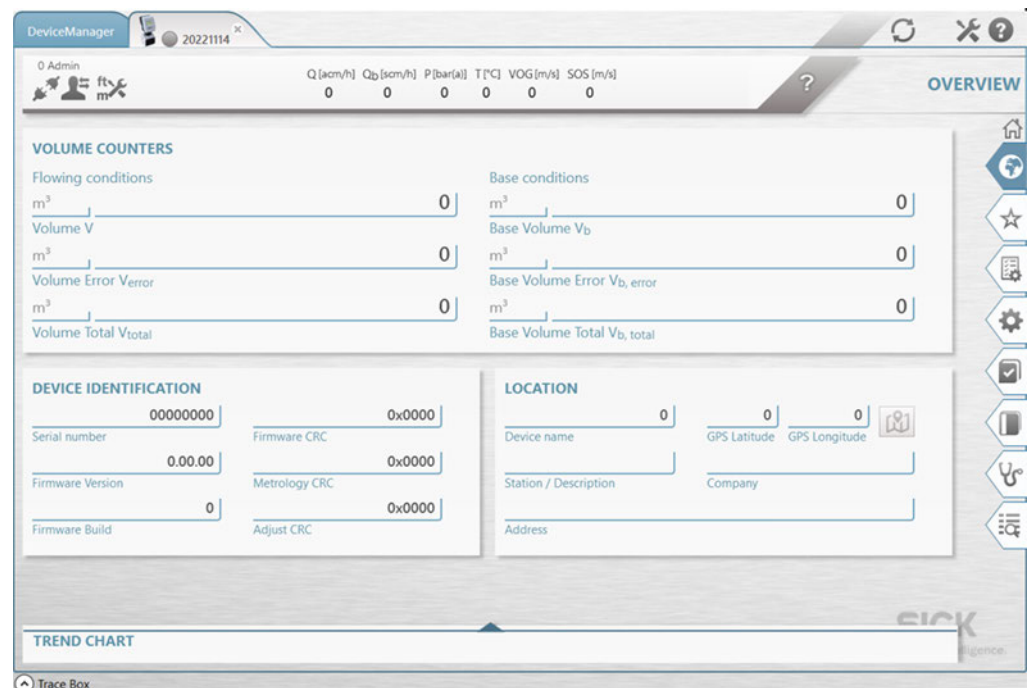 DeviceManager
20221114
0 Admin
Q [acm/h] Qb [scm/h] P [bar(a)] T [°C] VOG [m/s] SOS [m/s]
0 0 0 0 0 0
?
OVERVIEW
ft
m
VOLUME COUNTERS
Flowing conditions
Base conditions
m³ 0
m³ 0
Volume V
Base Volume Vb
m³ 0
m³ 0
Volume Error Verror
Base Volume Error Vb, error
m³ 0
m³ 0
Volume Total Vtotal
Base Volume Total Vb, total
DEVICE IDENTIFICATION
00000000
0x0000
Serial number
Firmware CRC
0.00.00
0x0000
Firmware Version
Metrology CRC
0
0x0000
Firmware Build
Adjust CRC
LOCATION
0
0
0
Device name
GPS Latitude
GPS Longitude
Station / Description
Company
Address
SICK
TREND CHART
Trace Box